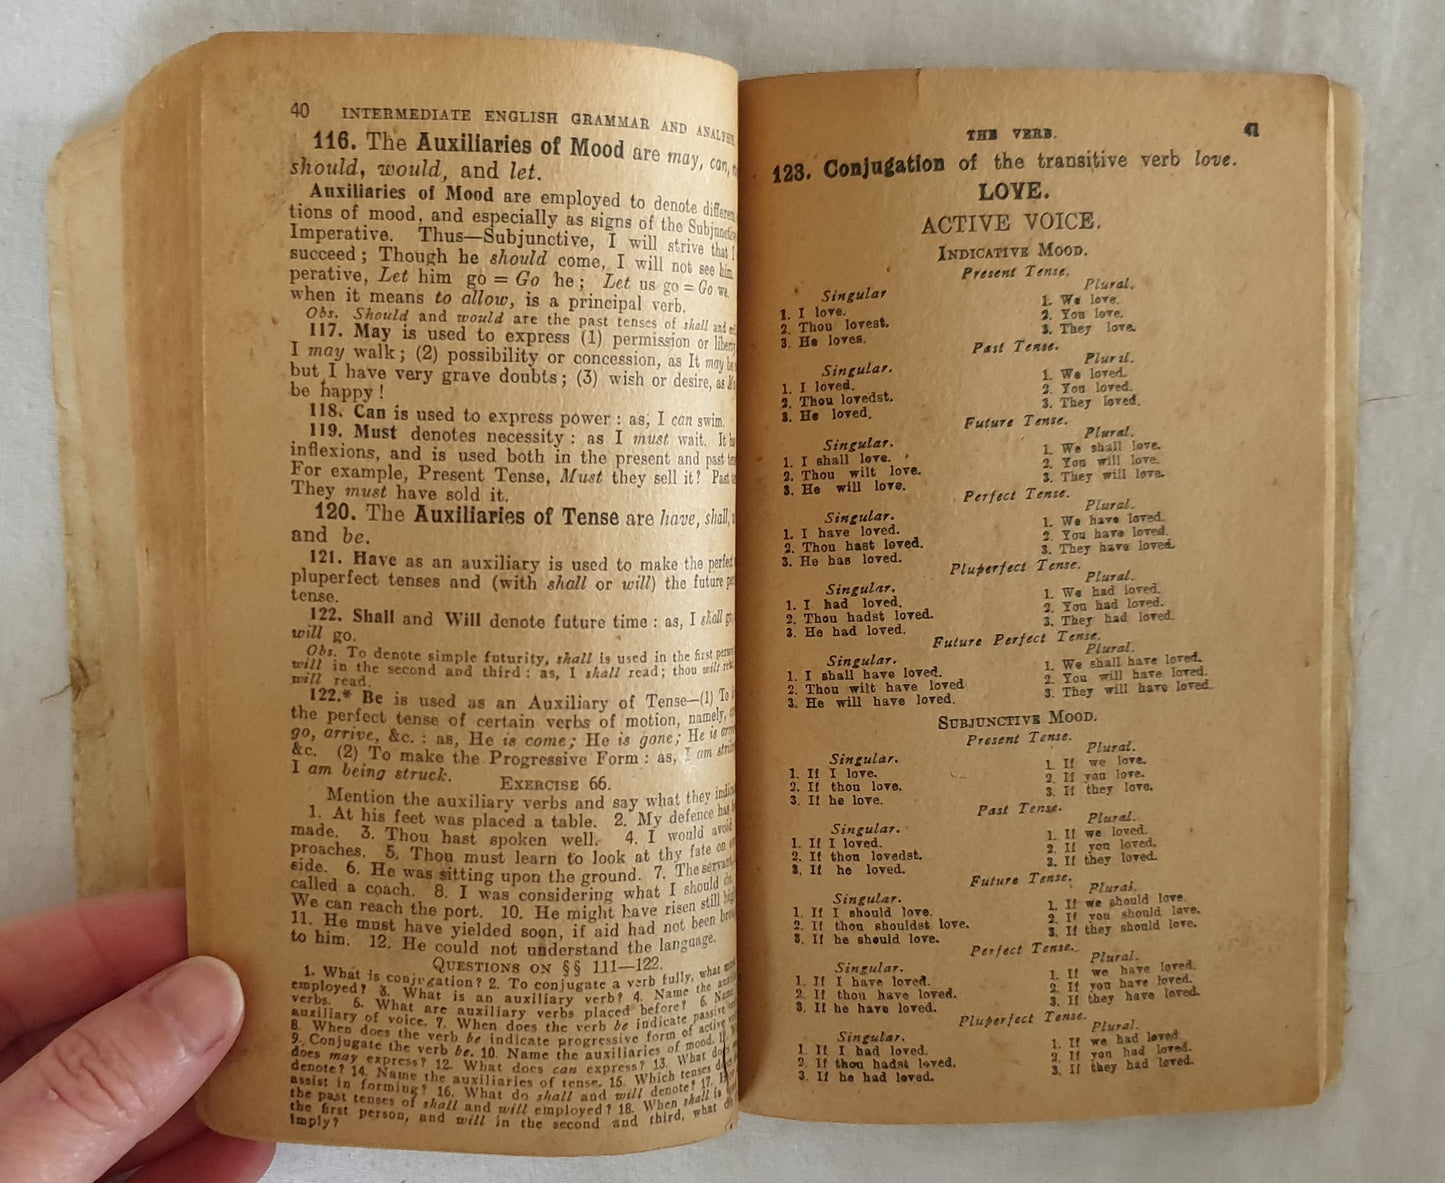 40 INTERMEDIATE ENGLISH GRAMMAR AND ANALYSIS
116. The Auxiliaries of Mood are may, can,
should, would, and let.
Auxiliaries of Mood are employed to denote
tions of mood, and especially as signs of the
Imperative. Thus—Subjunctive, I will strive that I
succeed; Though he should come, I will not see him.
perative, Let him go = Go he; Let us go = Go we.
when it means to allow, is a principal verb.
Obs. Should and would are the past tenses of shall and
117. May is used to express (1) permission or liberty
I may walk; (2) possibility or concession, as It may
but I have very grave doubts; (3) wish or desire, as
be happy!
118. Can is used to express power: as, I can swim.
119. Must denotes necessity: as I must wait. It
inflexions, and is used both in the present and past
For example, Present Tense, Must they sell it? Past
They must have sold it.
120. The Auxiliaries of Tense are have, shall,
and be.
121. Have as an auxiliary is used to make the perfect
pluperfect tenses and (with shall or will) the future
tense.
122. Shall and Will denote future time: as, I shall go,
will go.
Obs. To denote simple futurity, shall is used in the first person,
will in the second and third: as, I shall read; thou wilt
will read.
122.* Be is used as an Auxiliary of Tense—(1) To
the perfect tense of certain verbs of motion, namely,
go, arrive, &c.: as, He is come; He is gone; He is
&c. (2) To make the Progressive Form: as, I am
I am being struck.
EXERCISE 66.
Mention the auxiliary verbs and say what they
1. At his feet was placed a table. 2. My defence has
made. 3. Thou hast spoken well. 4. I would avoid
proaches. 5. Thou must learn to look at thy fate on
side. 6. He was sitting upon the ground. 7. The servant
called a coach. 8. I was considering what I should do.
We can reach the port. 10. He might have risen still
11. He must have yielded soon, if aid had not been
to him. 12. He could not understand the language.
QUESTIONS ON §§ 111—122.
1. What is conjugation? 2. To conjugate a verb fully, what
employed? 3. What is an auxiliary verb? 4. Name the
verbs. 5. What are auxiliary verbs placed before? 6. Name
auxiliary of voice. 7. When does the verb be indicate passive
8. When does the verb be indicate progressive form of active
9. Conjugate the verb be. 10. Name the auxiliaries of mood.
does may express? 12. What does can express? 13. What
denote? 14. Name the auxiliaries of tense. 15. Which tenses
assist in forming? 16. What do shall and will denote? 17.
the past tenses of shall and will employed? 18. When shall is
the first person, and will in the second and third, what
imply?
THE VERB. 41
123. Conjugation of the transitive verb love.
LOVE.
ACTIVE VOICE.
INDICATIVE MOOD.
Present Tense.
Singular Plural.
1. I love. 1. We love.
2. Thou lovest. 2. You love.
3. He loves. 3. They love.
Past Tense.
Singular. Plural.
1. I loved. 1. We loved.
2. Thou lovedst. 2. You loved.
3. He loved. 3. They loved.
Future Tense.
Singular. Plural.
1. I shall love. 1. We shall love.
2. Thou wilt love. 2. You will love.
3. He will love. 3. They will love.
Perfect Tense.
Singular. Plural.
1. I have loved. 1. We have loved.
2. Thou hast loved. 2. You have loved.
3. He has loved. 3. They have loved.
Pluperfect Tense.
Singular. Plural.
1. I had loved. 1. We had loved.
2. Thou hadst loved. 2. You had loved.
3. He had loved. 3. They had loved.
Future Perfect Tense.
Singular. Plural.
1. I shall have loved. 1. We shall have loved.
2. Thou wilt have loved 2. You will have loved.
3. He will have loved. 3. They will have loved.
SUBJUNCTIVE MOOD.
Present Tense.
Singular. Plural.
1. If I love. 1. If we love.
2. If thou love. 2. If you love.
3. If he love. 3. If they love.
Past Tense.
Singular. Plural.
1. If I loved. 1. If we loved.
2. If thou lovedst. 2. If you loved.
3. If he loved. 3. If they loved.
Future Tense.
Singular. Plural.
1. If I should love. 1. If we should love.
2. If thou shouldst love. 2. If you should love.
3. If he should love. 3. If they should love.
Perfect Tense.
Singular. Plural.
1. If I have loved. 1. If we have loved.
2. If thou have loved. 2. If you have loved.
3. If he have loved. 3. If they have loved.
Pluperfect Tense.
Singular. Plural.
1. If I had loved. 1. If we had loved.
2. If thou hadst loved. 2. If you had loved.
3. If he had loved. 3. If they had loved.